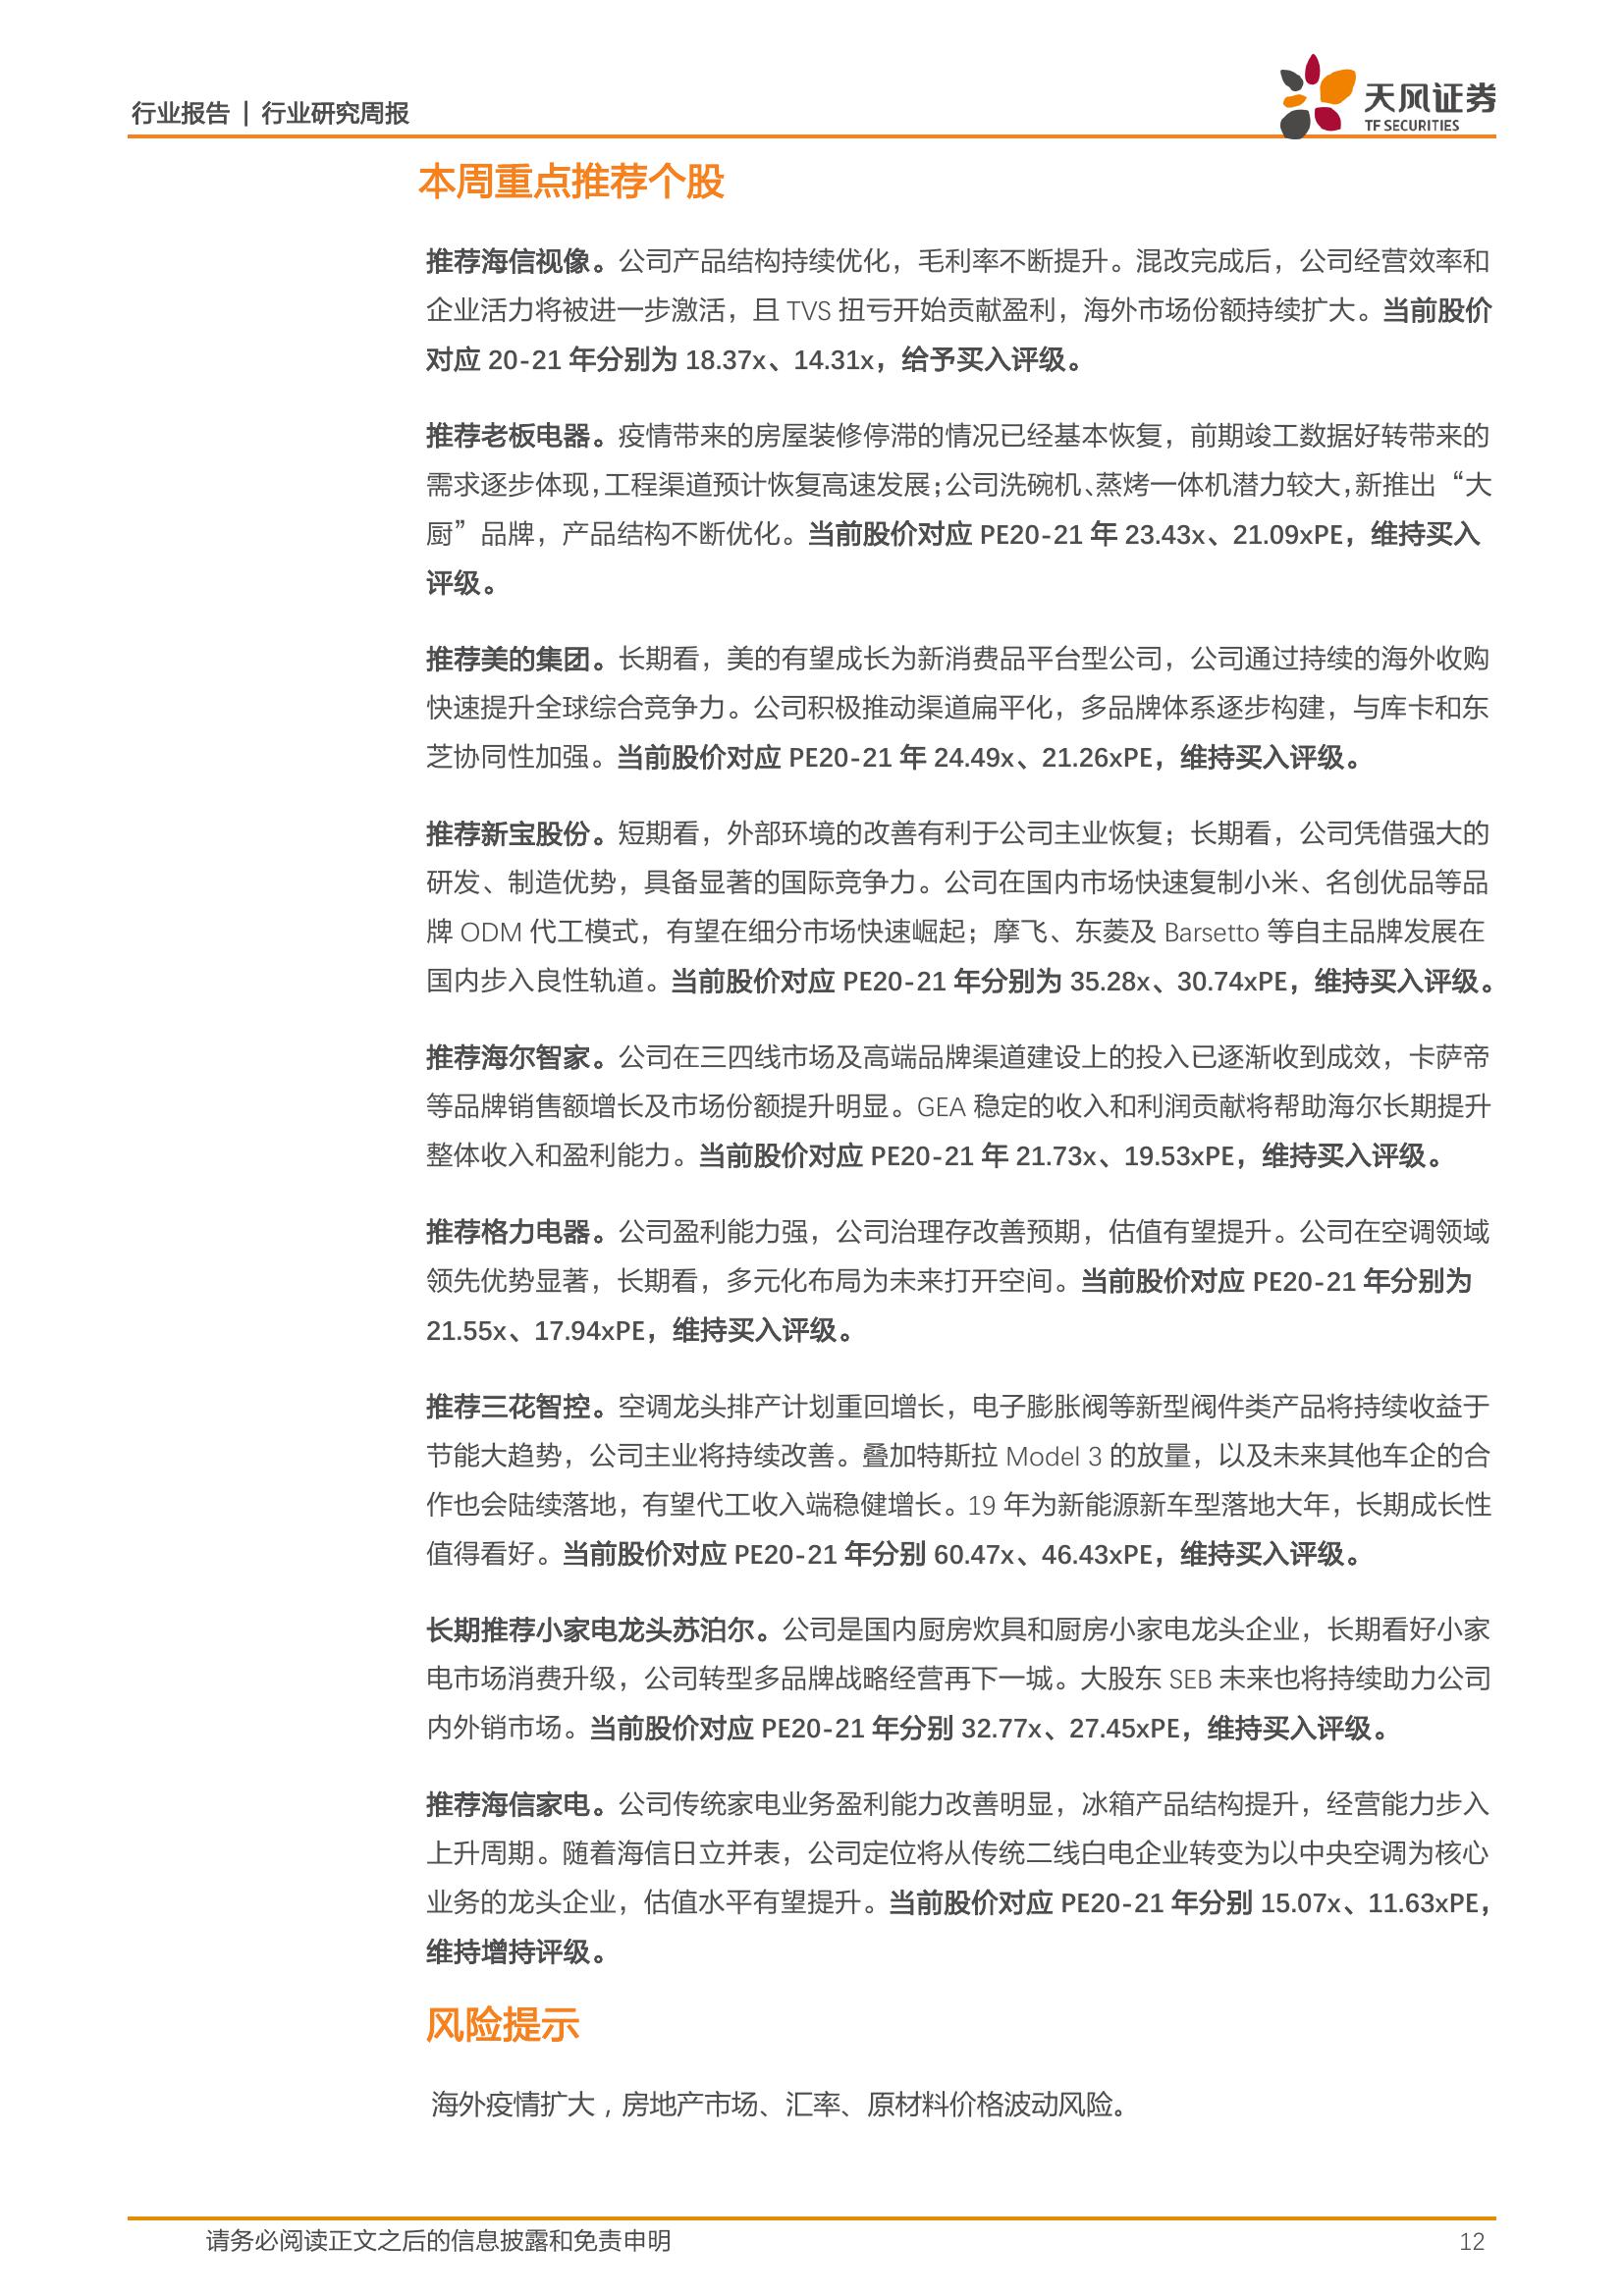 行业报告 | 行业研究周报
天风证券
TF SECURITIES
本周重点推荐个股
推荐海信视像。公司产品结构持续优化，毛利率不断提升。混改完成后，公司经营效率和
企业活力将被进一步激活，且 TVS 扭亏开始贡献盈利，海外市场份额持续扩大。当前股价
对应 20-21 年分别为 18.37x、14.31x，给予买入评级。
推荐老板电器。疫情带来的房屋装修停滞的情况已经基本恢复，前期竣工数据好转带来的
需求逐步体现，工程渠道预计恢复高速发展；公司洗碗机、蒸烤一体机潜力较大，新推出“大
厨”品牌，产品结构不断优化。当前股价对应 PE20-21 年 23.43x、21.09xPE，维持买入
评级。
推荐美的集团。长期看，美的有望成长为新消费品平台型公司，公司通过持续的海外收购
快速提升全球综合竞争力。公司积极推动渠道扁平化，多品牌体系逐步构建，与库卡和东
芝协同性加强。当前股价对应 PE20-21 年 24.49x、21.26xPE，维持买入评级。
推荐新宝股份。短期看，外部环境的改善有利于公司主业恢复；长期看，公司凭借强大的
研发、制造优势，具备显著的国际竞争力。公司在国内市场快速复制小米、名创优品等品
牌 ODM 代工模式，有望在细分市场快速崛起；摩飞、东菱及 Barsetto 等自主品牌发展在
国内步入良性轨道。当前股价对应 PE20-21 年分别为 35.28x、30.74xPE，维持买入评级。
推荐海尔智家。公司在三四线市场及高端品牌渠道建设上的投入已逐渐收到成效，卡萨帝
等品牌销售额增长及市场份额提升明显。GEA 稳定的收入和利润贡献将帮助海尔长期提升
整体收入和盈利能力。当前股价对应 PE20-21 年 21.73x、19.53xPE，维持买入评级。
推荐格力电器。公司盈利能力强，公司治理存改善预期，估值有望提升。公司在空调领域
领先优势显著，长期看，多元化布局为未来打开空间。当前股价对应 PE20-21 年分别为
21.55x、17.94xPE，维持买入评级。
推荐三花智控。空调龙头排产计划重回增长，电子膨胀阀等新型阀件类产品将持续收益于
节能大趋势，公司主业将持续改善。叠加特斯拉 Model 3 的放量，以及未来其他车企的合
作也会陆续落地，有望代工收入端稳健增长。19 年为新能源新车型落地大年，长期成长性
值得看好。当前股价对应 PE20-21 年分别 60.47x、46.43xPE，维持买入评级。
长期推荐小家电龙头苏泊尔。公司是国内厨房炊具和厨房小家电龙头企业，长期看好小家
电市场消费升级，公司转型多品牌战略经营再下一城。大股东 SEB 未来也将持续助力公司
内外销市场。当前股价对应 PE20-21 年分别 32.77x、27.45xPE，维持买入评级。
推荐海信家电。公司传统家电业务盈利能力改善明显，冰箱产品结构提升，经营能力步入
上升周期。随着海信日立并表，公司定位将从传统二线白电企业转变为以中央空调为核心
业务的龙头企业，估值水平有望提升。当前股价对应 PE20-21 年分别 15.07x、11.63xPE，
维持增持评级。
风险提示
海外疫情扩大，房地产市场、汇率、原材料价格波动风险。
请务必阅读正文之后的信息披露和免责申明
12